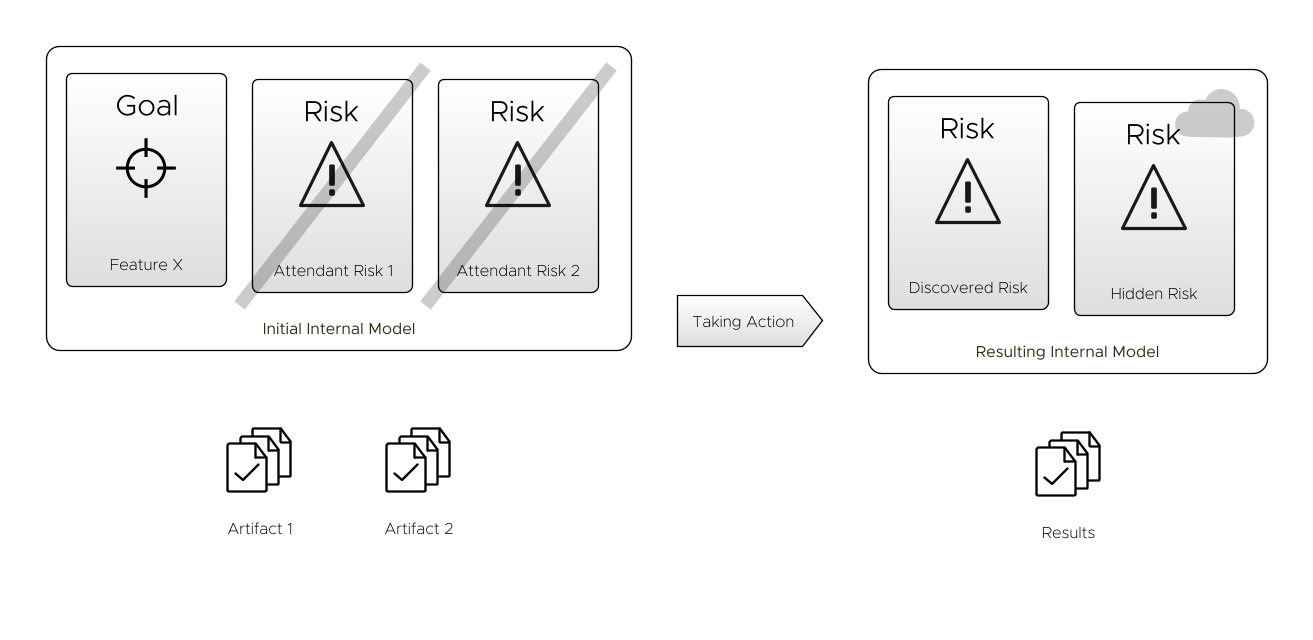 Goal
Feature X
Risk
Attendant Risk 1
Risk
Attendant Risk 2
Initial Internal Model
Taking Action
Risk
Discovered Risk
Risk
Hidden Risk
Resulting Internal Model
Artifact 1
Artifact 2
Results